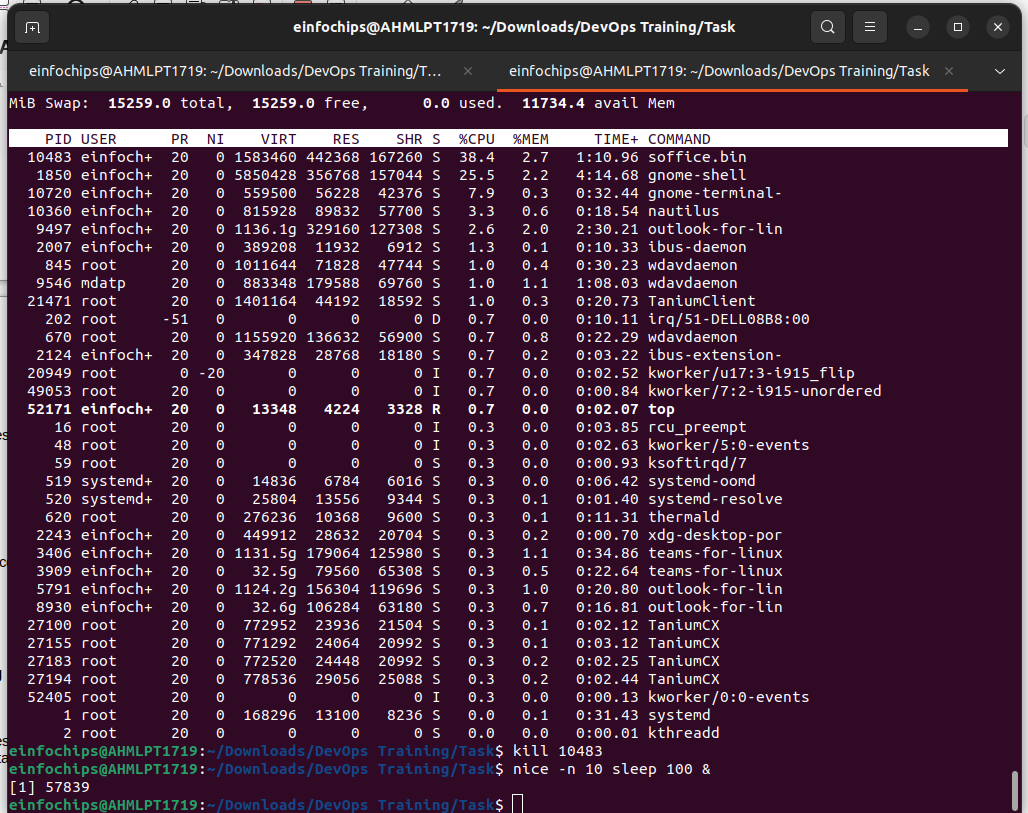 einfochips@AHMLPT1719: ~/Downloads/DevOps Training/Task
einfochips@AHMLPT1719: ~/Downloads/DevOps Training/T... × einfochips@AHMLPT1719: ~/Downloads/DevOps Training/Task ×
MiB Swap: 15259.0 total, 15259.0 free, 0.0 used. 11734.4 avail Mem
PID USER PR NI VIRT RES SHR S %CPU %MEM TIME+ COMMAND
10483 einfoch+ 20 0 1583460 442368 167260 S 38.4 2.7 1:10.96 soffice.bin
1850 einfoch+ 20 0 5850428 356768 157044 S 25.5 2.2 4:14.68 gnome-shell
10720 einfoch+ 20 0 559500 56228 42376 S 7.9 0.3 0:32.44 gnome-terminal-
10360 einfoch+ 20 0 815928 89832 57700 S 3.3 0.6 0:18.54 nautilus
9497 einfoch+ 20 0 1136.1g 329160 127308 S 2.6 2.0 2:30.21 outlook-for-lin
2007 einfoch+ 20 0 389208 11932 6912 S 1.3 0.1 0:10.33 ibus-daemon
845 root 20 0 1011644 71828 47744 S 1.0 0.4 0:30.23 wdavdaemon
9546 mdatp 20 0 883348 179588 69760 S 1.0 1.1 1:08.03 wdavdaemon
21471 root 20 0 1401164 44192 18592 S 1.0 0.3 0:20.73 TaniumClient
202 root -51 0 0 0 0 D 0.7 0.0 0:10.11 irq/51-DELL08B8:00
670 root 20 0 1155920 136632 56900 S 0.7 0.8 0:22.29 wdavdaemon
2124 einfoch+ 20 0 347828 28768 18180 S 0.7 0.2 0:03.22 ibus-extension-
20949 root 0 -20 0 0 0 I 0.7 0.0 0:02.52 kworker/u17:3-i915_flip
49053 root 20 0 0 0 0 I 0.7 0.0 0:00.84 kworker/7:2-i915-unordered
52171 einfoch+ 20 0 13348 4224 3328 R 0.7 0.0 0:02.07 top
16 root 20 0 0 0 0 I 0.3 0.0 0:03.85 rcu_preempt
48 root 20 0 0 0 0 I 0.3 0.0 0:02.63 kworker/5:0-events
59 root 20 0 0 0 0 S 0.3 0.0 0:00.93 ksoftirqd/7
519 systemd+ 20 0 14836 6784 6016 S 0.3 0.0 0:06.42 systemd-oomd
520 systemd+ 20 0 25804 13556 9344 S 0.3 0.1 0:01.40 systemd-resolve
620 root 20 0 276236 10368 9600 S 0.3 0.1 0:11.31 thermald
2243 einfoch+ 20 0 449912 28632 20704 S 0.3 0.2 0:00.70 xdg-desktop-por
3406 einfoch+ 20 0 1131.5g 179064 125980 S 0.3 1.1 0:34.86 teams-for-linux
3909 einfoch+ 20 0 32.5g 79560 65308 S 0.3 0.5 0:22.64 teams-for-linux
5791 einfoch+ 20 0 1124.2g 156304 119696 S 0.3 1.0 0:20.80 outlook-for-lin
8930 einfoch+ 20 0 32.6g 106284 63180 S 0.3 0.7 0:16.81 outlook-for-lin
27100 root 20 0 772952 23936 21504 S 0.3 0.1 0:02.12 TaniumCX
27155 root 20 0 771292 24064 20992 S 0.3 0.1 0:03.12 TaniumCX
27183 root 20 0 772520 24448 20992 S 0.3 0.2 0:02.25 TaniumCX
27194 root 20 0 778536 29056 25088 S 0.3 0.2 0:02.44 TaniumCX
52405 root 20 0 0 0 0 I 0.3 0.0 0:00.13 kworker/0:0-events
1 root 20 0 168296 13100 8236 S 0.0 0.1 0:31.43 systemd
2 root 20 0 0 0 0 S 0.0 0.0 0:00.01 kthreadd
einfochips@AHMLPT1719:~/Downloads/DevOps Training/Task$ kill 10483
einfochips@AHMLPT1719:~/Downloads/DevOps Training/Task$ nice -n 10 sleep 100 &
[1] 57839
einfochips@AHMLPT1719:~/Downloads/DevOps Training/Task$